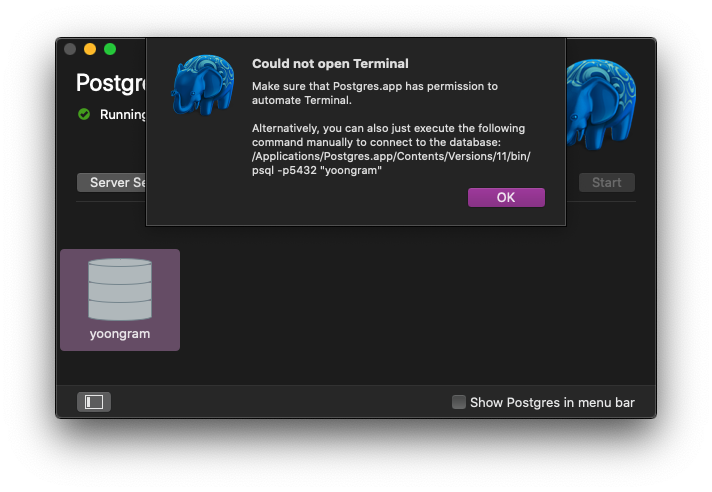 Could not open Terminal
Make sure that Postgres.app has permission to
automate Terminal.
Alternatively, you can also just execute the following
command manually to connect to the database:
/Applications/Postgres.app/Contents/Versions/11/bin/
psql -p5432 "yoongram"
OK
Postgre
Running
Server Se
Start
yoongram
Show Postgres in menu bar